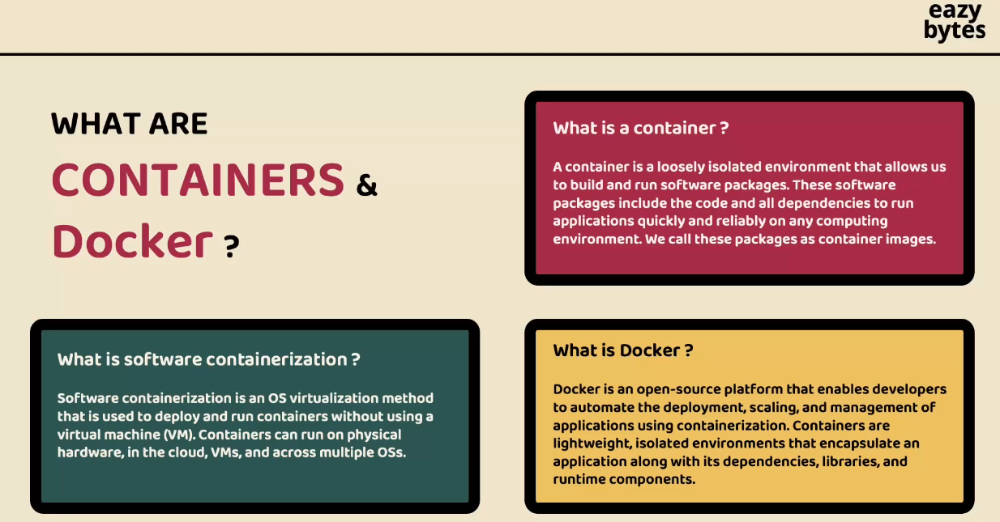 eazy
bytes
WHAT ARE
CONTAINERS &
Docker ?
What is a container ?
A container is a loosely isolated environment that allows us
to build and run software packages. These software
packages include the code and all dependencies to run
applications quickly and reliably on any computing
environment. We call these packages as container images.
What is software containerization ?
Software containerization is an OS virtualization method
that is used to deploy and run containers without using a
virtual machine (VM). Containers can run on physical
hardware, in the cloud, VMs, and across multiple OSs.
What is Docker ?
Docker is an open-source platform that enables developers
to automate the deployment, scaling, and management of
applications using containerization. Containers are
lightweight, isolated environments that encapsulate an
application along with its dependencies, libraries, and
runtime components.